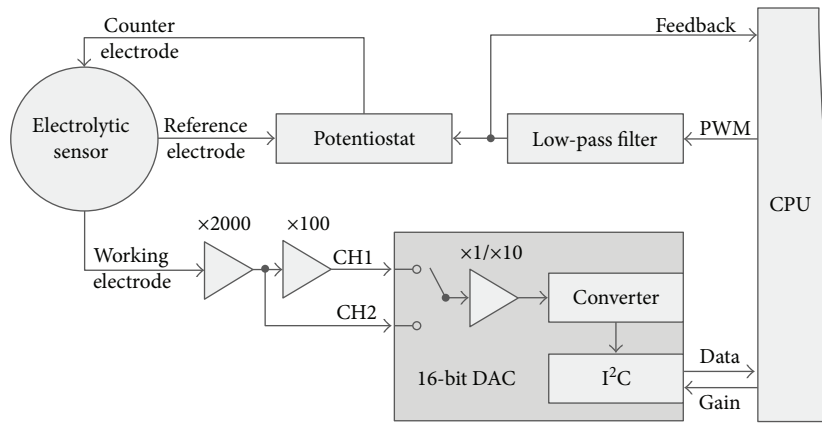 Counter
electrode
Feedback
Electrolytic
sensor
Reference
electrode
Potentiostat
Low-pass filter
PWM
CPU
×2000
×100
Working
electrode
CH1
CH2
×1/×10
Converter
16-bit DAC
I²C
Data
Gain